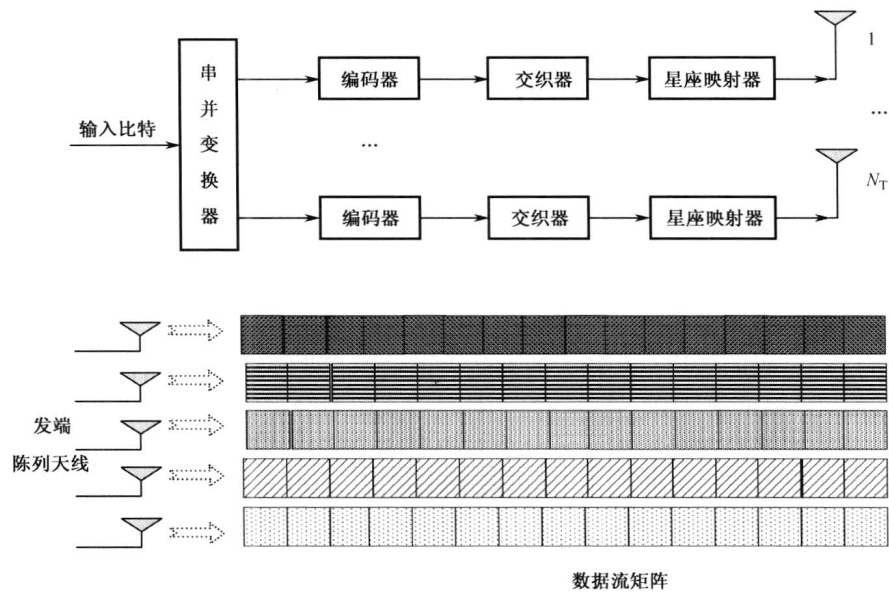 串并变换器
输入比特
编码器
交织器
星座映射器
1
...
...
编码器
交织器
星座映射器
N_T
发端
陈列天线
数据流矩阵